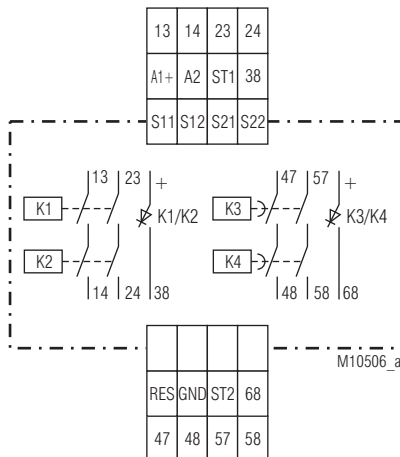 13 14 23 24
A1+ A2 ST1 38
S11 S12 S21 S22
13 23 + 47 57 +
K1 K1/K2 K3 K3/K4
K2 K4
14 24 38 48 58 68
M10506_a
RES GND ST2 68
47 48 57 58